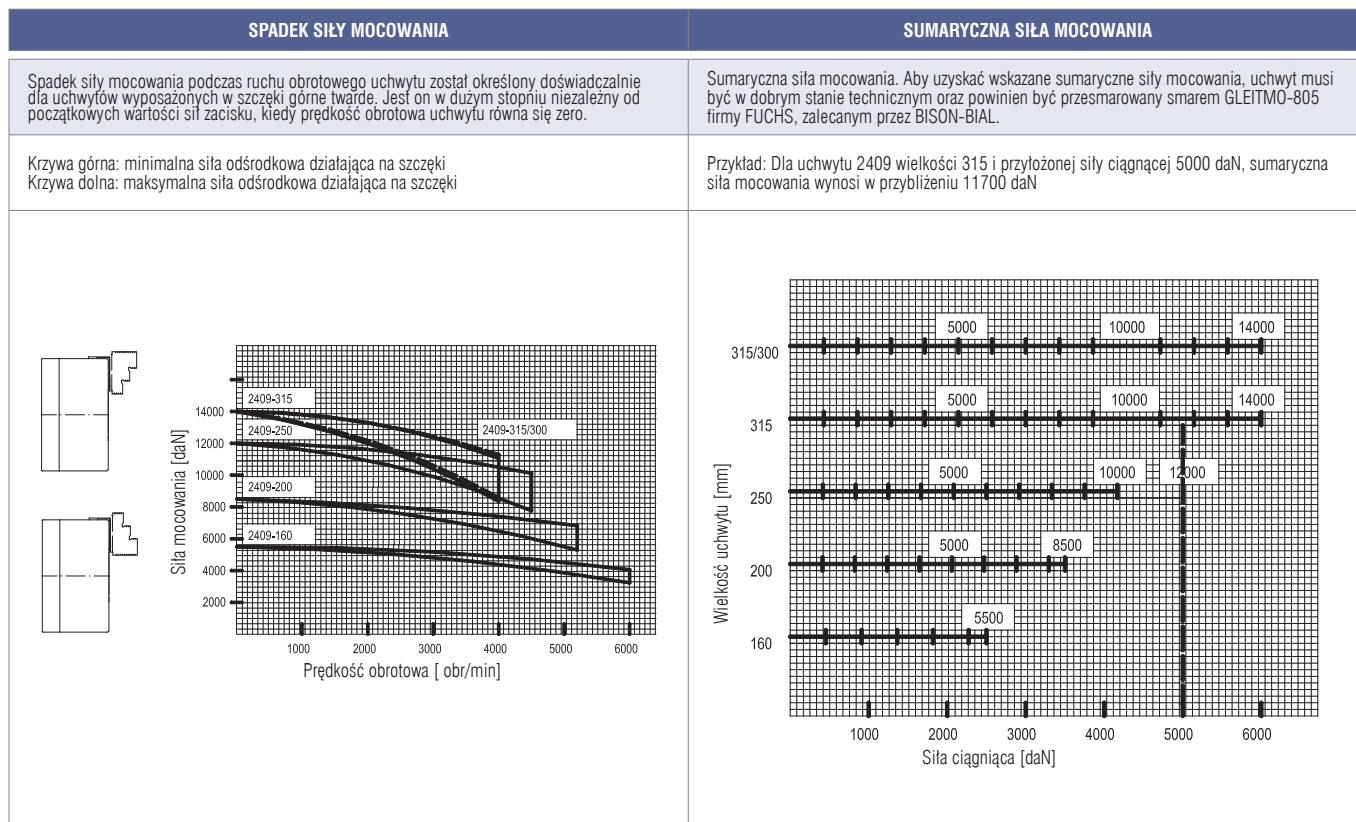 SPADEK SIŁY MOCOWANIA
Spadek siły mocowania podczas ruchu obrotowego uchwytu został określony doświadczalnie
dla uchwytów wyposażonych w szczęki górne twarde. Jest on w dużym stopniu niezależny od
początkowych wartości sił zacisku, kiedy prędkość obrotowa uchwytu równa się zero.
Krzywa górna: minimalna siła odśrodkowa działająca na szczęki
Krzywa dolna: maksymalna siła odśrodkowa działająca na szczęki
Siła mocowania [daN]
14000
12000
10000
8000
6000
4000
2000
2409-315
2409-250
2409-315/300
2409-200
2409-160
1000 2000 3000 4000 5000 6000
Prędkość obrotowa [ obr/min]
SUMARYCZNA SIŁA MOCOWANIA
Sumaryczna siła mocowania. Aby uzyskać wskazane sumaryczne siły mocowania, uchwyt musi
być w dobrym stanie technicznym oraz powinien być przesmarowany smarem GLEITMO-805
firmy FUCHS, zalecanym przez BISON-BIAL.
Przykład: Dla uchwytu 2409 wielkości 315 i przyłożonej siły ciągnącej 5000 daN, sumaryczna
siła mocowania wynosi w przybliżeniu 11700 daN
Wielkość uchwytu [mm]
5000 10000 14000
315/300
5000 10000 14000
315
5000 10000 12000
250
5000 8500
200
5500
160
1000 2000 3000 4000 5000 6000
Siła ciągniąca [daN]